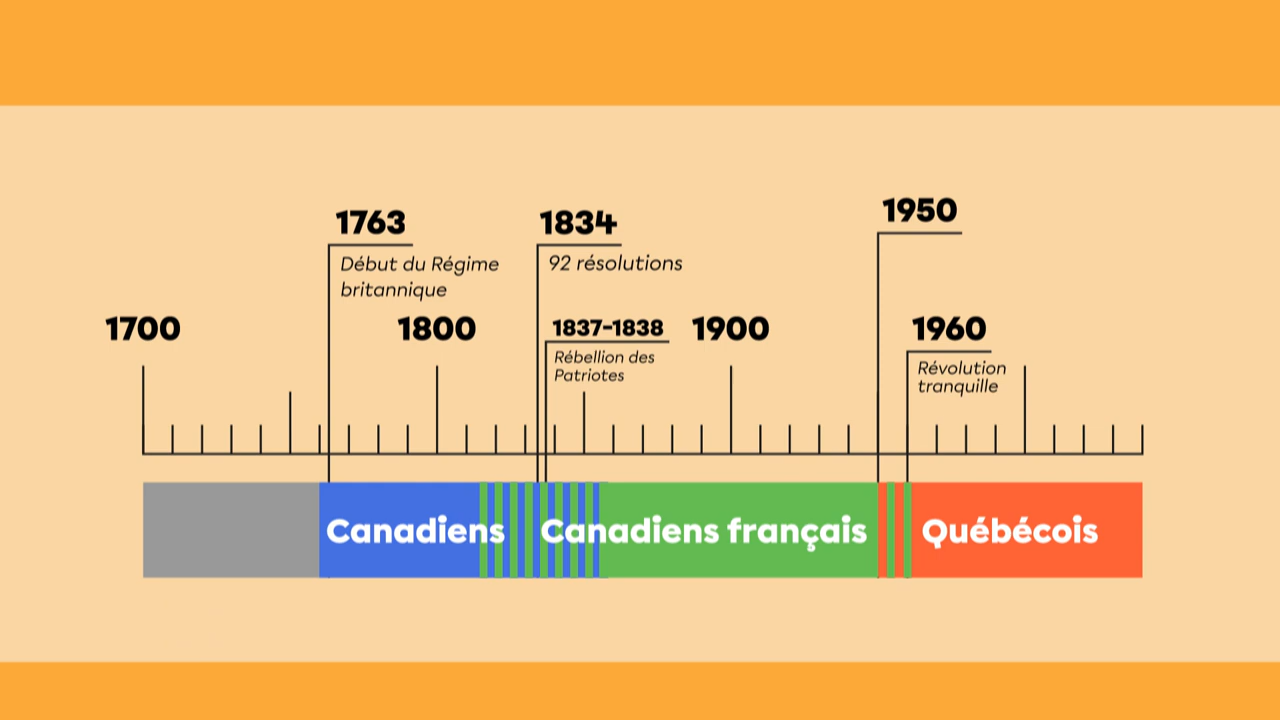 1950
1763
1834
Début du Régime
britannique
92 résolutions
1700
1800
1837-1838
1900
1960
Rébellion des
Patriotes
Révolution
tranquille
Canadiens
Canadiens français
Québécois